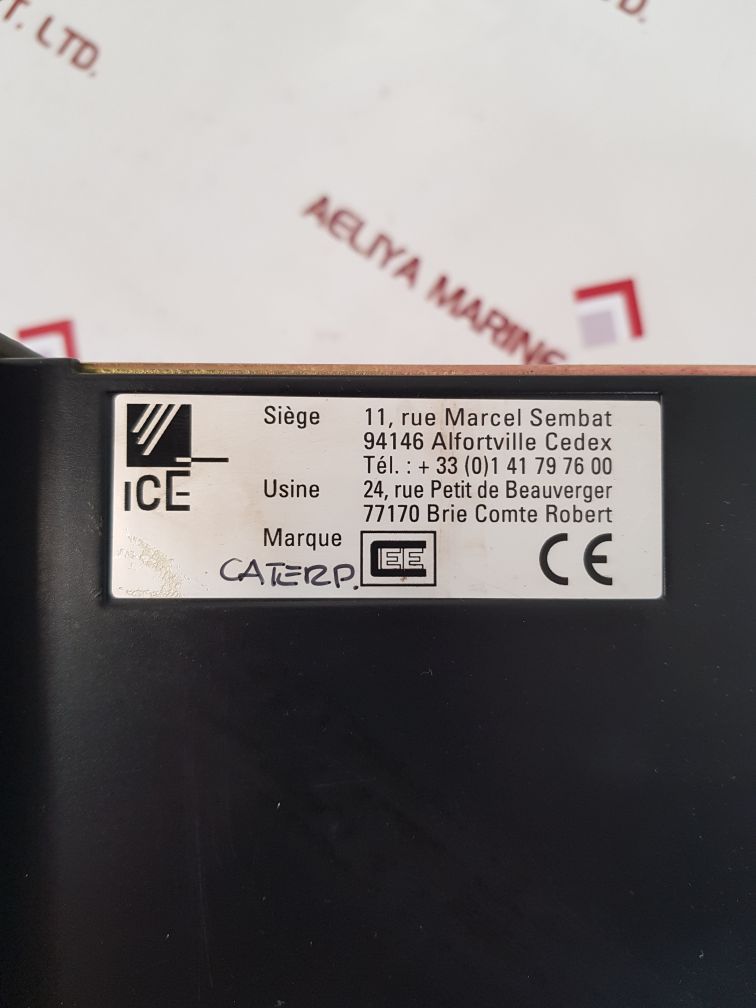 T. LTD.
D.
AELIYA MARINE
ICE
Siège 11, rue Marcel Sembat
94146 Alfortville Cedex
Tél. : + 33 (0)1 41 79 76 00
Usine 24, rue Petit de Beauverger
77170 Brie Comte Robert
Marque CEE CE
CATERP.